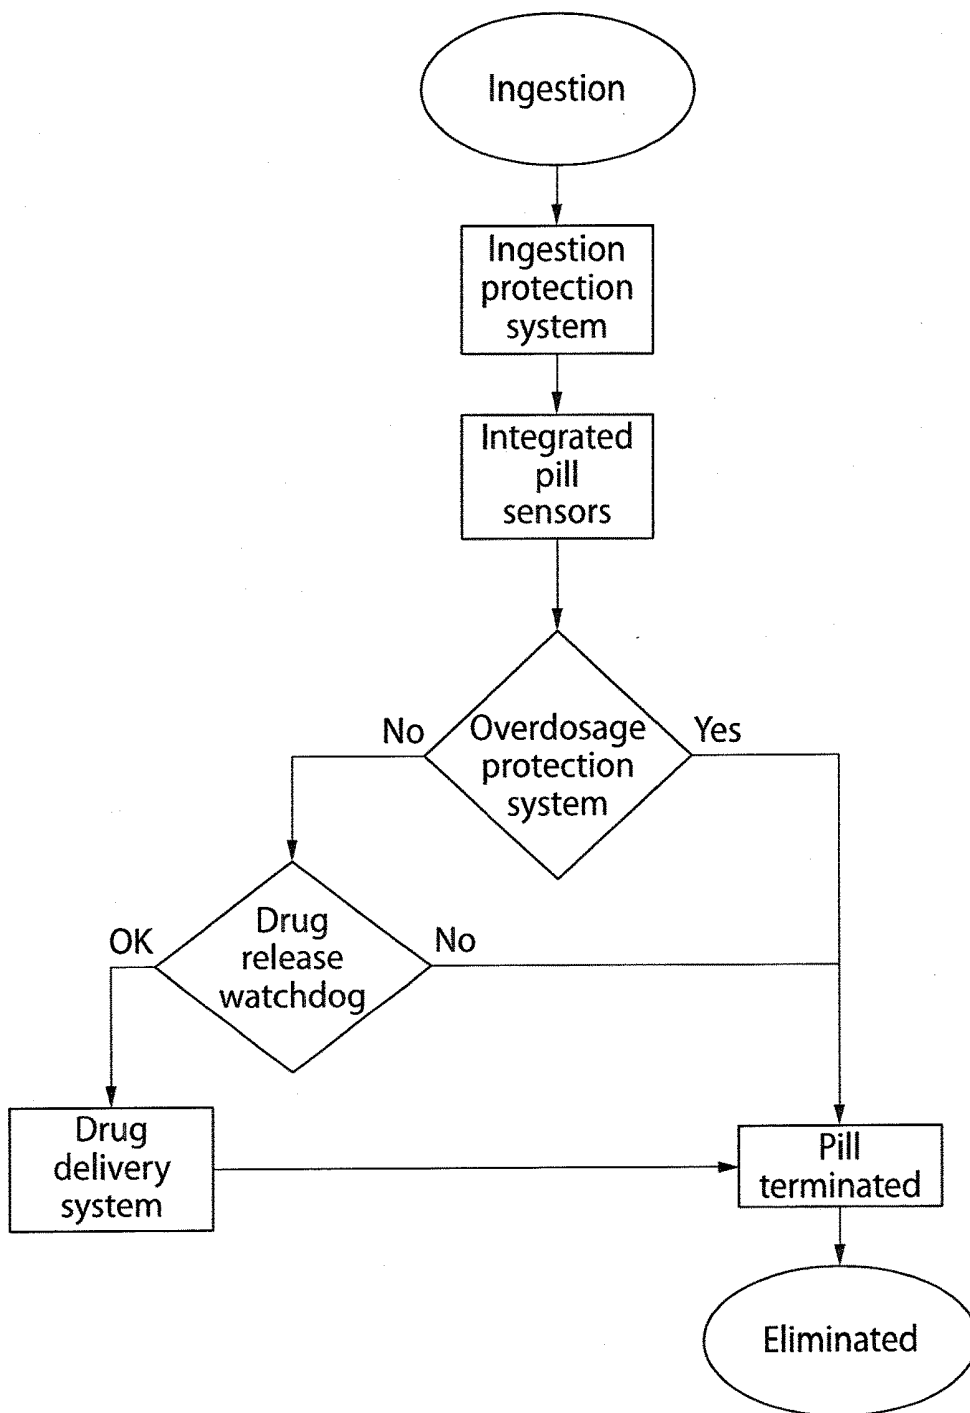 Ingestion
Ingestion
protection
system
Integrated
pill
sensors
No
Overdosage
protection
system
Yes
OK
Drug
release
watchdog
No
Drug
delivery
system
Pill
terminated
Eliminated